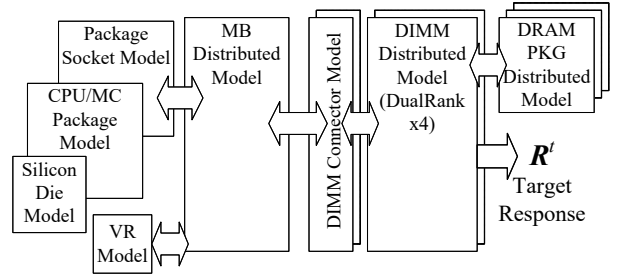 Package
Socket Model
CPU/MC
Package
Model
Silicon
Die
Model
VR
Model
MB
Distributed
Model
DIMM Connector Model
DIMM
Distributed
Model
(DualRank
x4)
DRAM
PKG
Distributed
Model
R^t
Target
Response